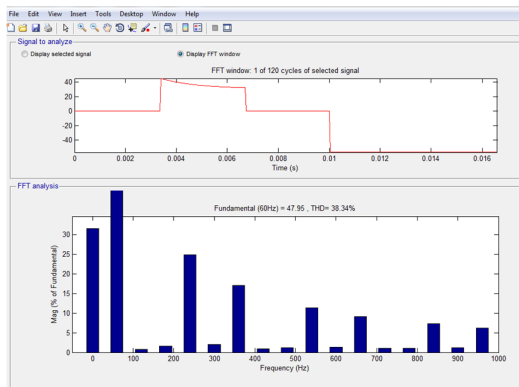 File Edit View Insert Tools Desktop Window Help
Signal to analyze
Display selected signal Display FFT window
FFT window: 1 of 120 cycles of selected signal
40
20
0
-20
-40
0 0.002 0.004 0.006 0.008 0.01 0.012 0.014 0.016
Time (s)
FFT analysis
Fundamental (60Hz) = 47.95 , THD= 38.34%
Mag (% of Fundamental)
30
25
20
15
10
5
0
0 100 200 300 400 500 600 700 800 900 1000
Frequency (Hz)